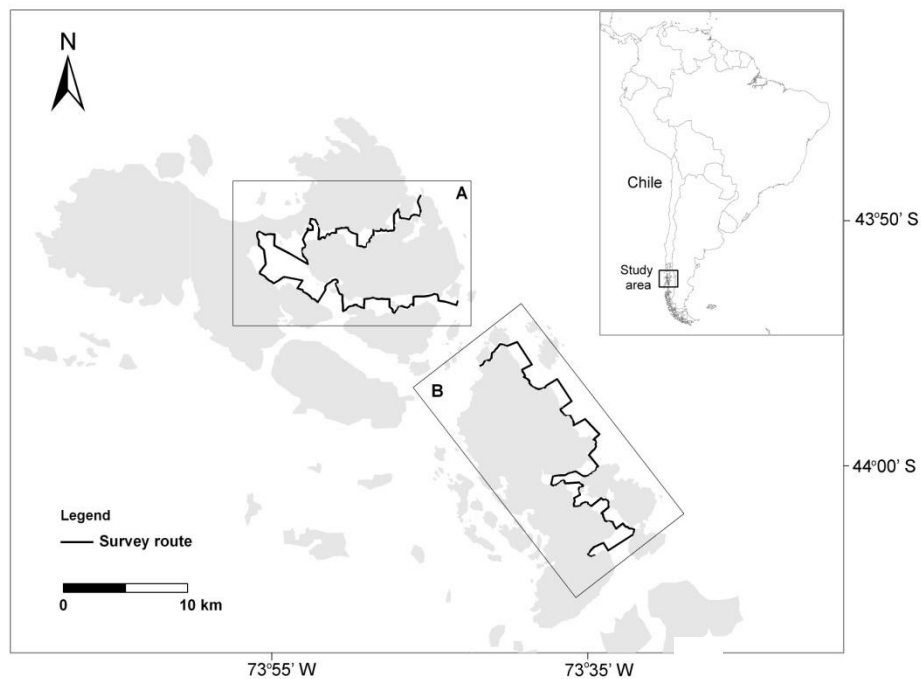 N
A
Chile
43°50' S
Study
area
B
44°00' S
Legend
Survey route
0 10 km
73°55' W
73°35' W